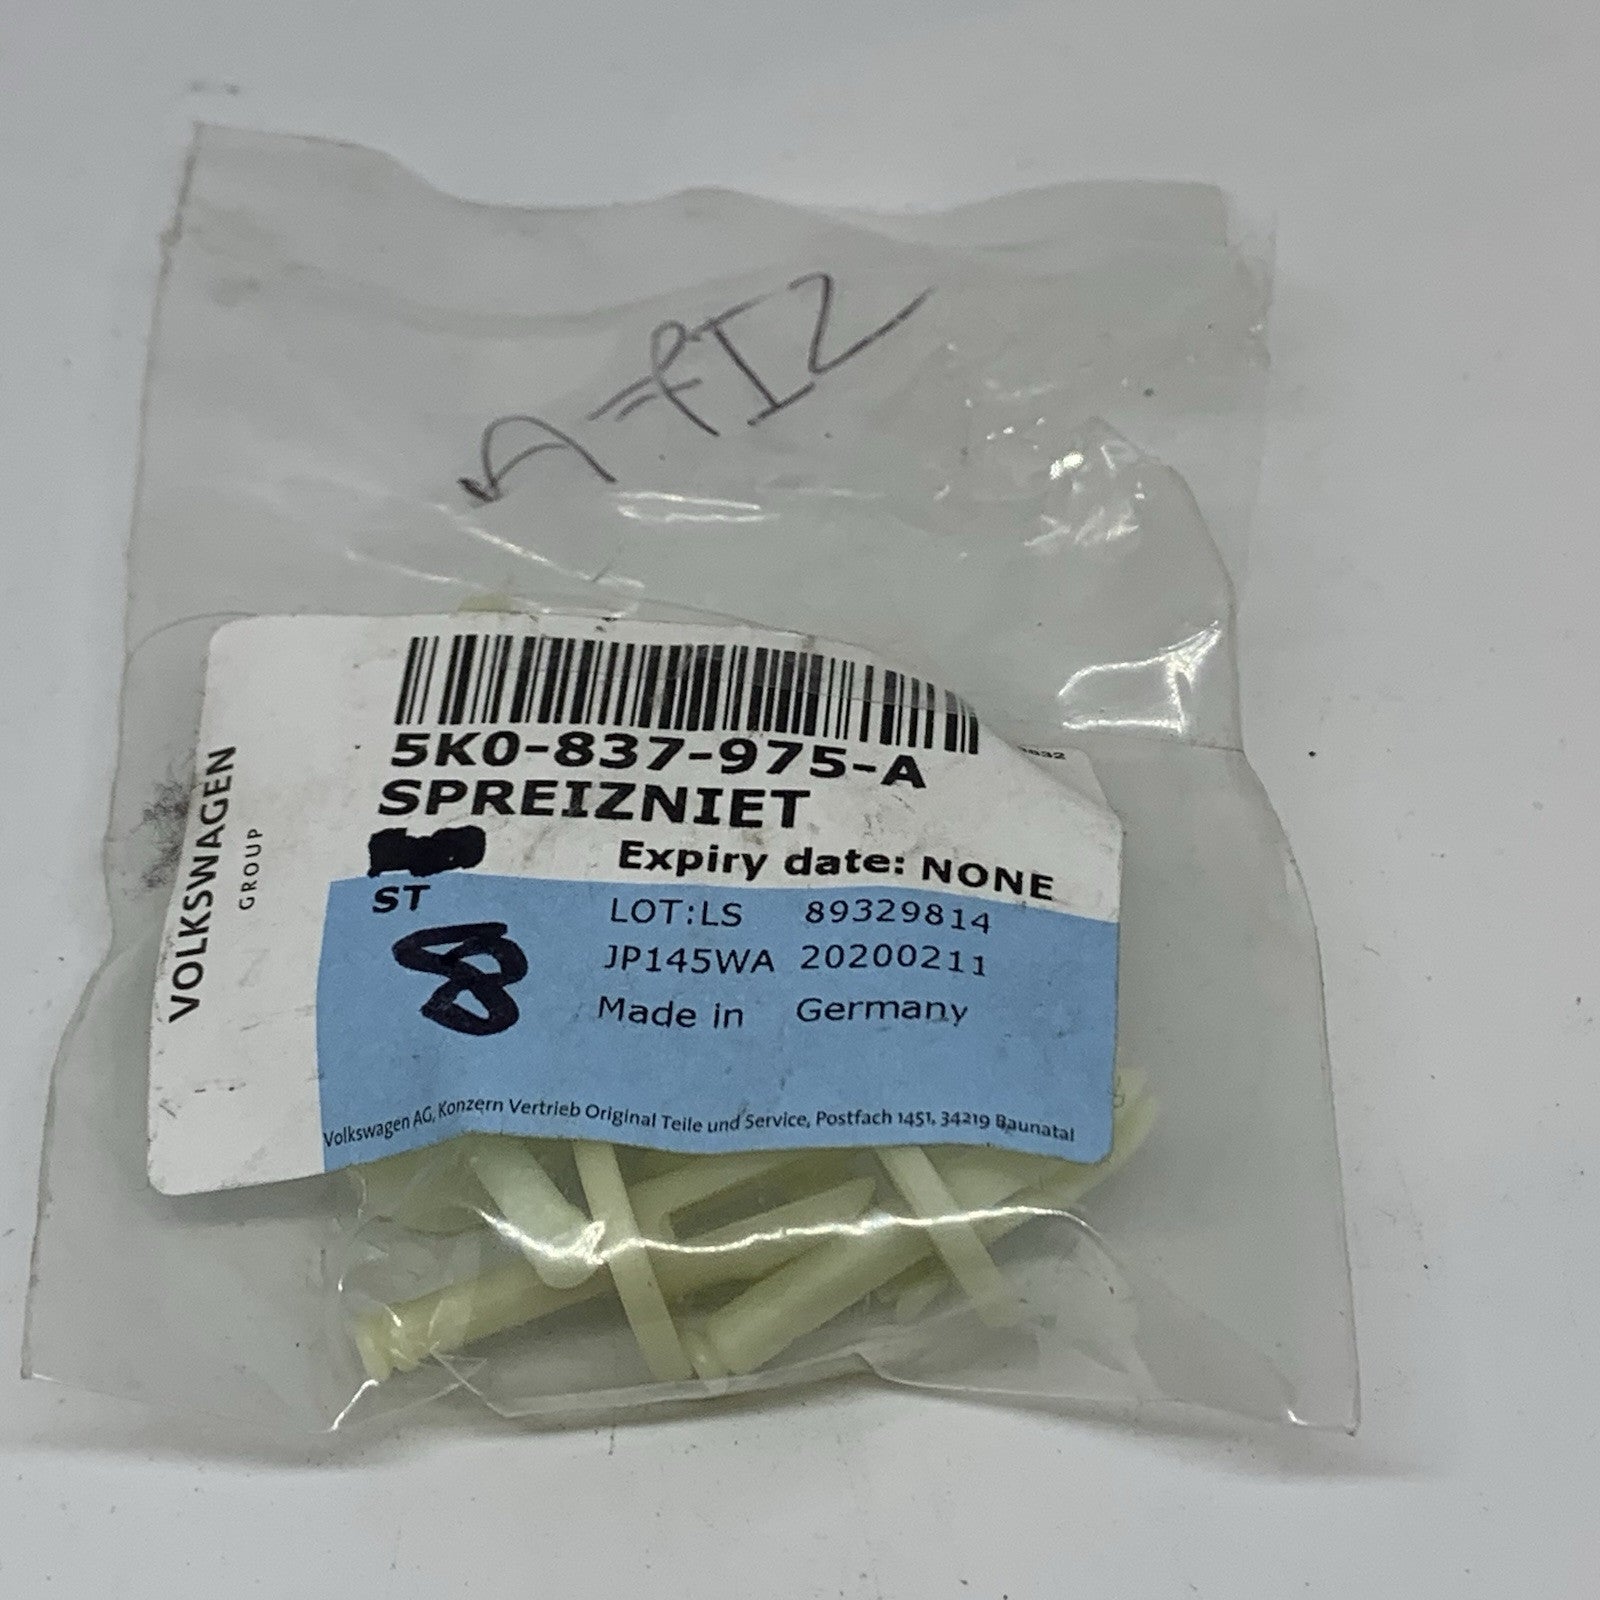 5K0-837-975-A
SPREIZNIET
Expiry date: NONE
ST
8
LOT:LS 89329814
JP145WA 20200211
Made in Germany
Volkswagen AG, Konzern Vertrieb Original Teile und Service, Postfach 1451, 34219 Baunatal
VOLKSWAGEN
GROUP